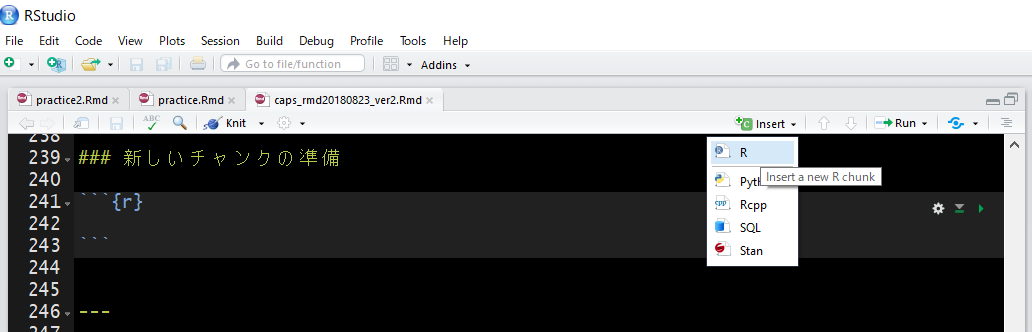 RStudio
File Edit Code View Plots Session Build Debug Profile Tools Help
Go to file/function Addins
practice2.Rmd practice.Rmd caps_rmd20180823_ver2.Rmd
ABC Knit Insert Run
238
239 ### 新しいチャンクの準備
R
240
Insert a new R chunk
241 ```{r}
Pyth
Rcpp
242
SQL
243 ```
Stan
244
245
246 ---
247